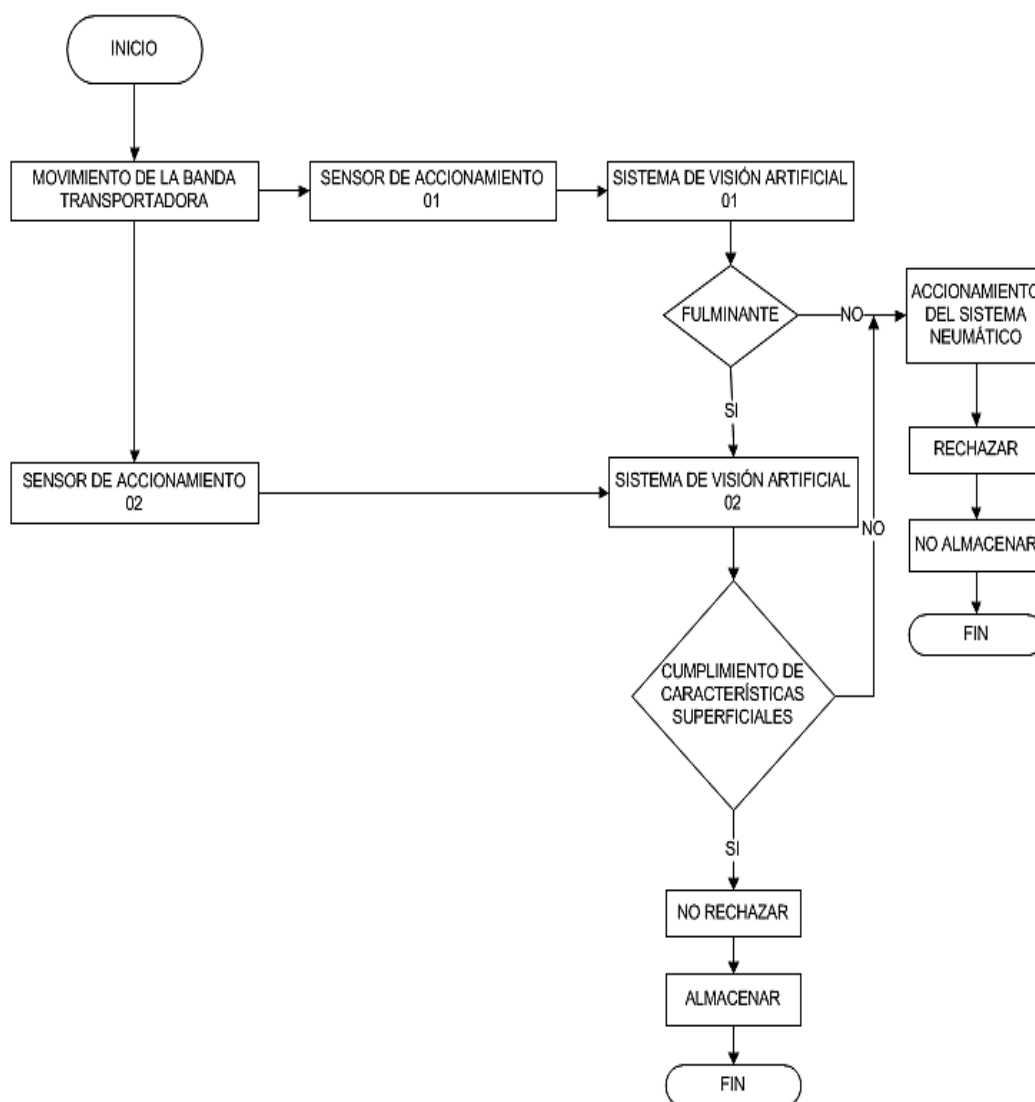 INICIO
MOVIMIENTO DE LA BANDA
TRANSPORTADORA
SENSOR DE ACCIONAMIENTO
01
SISTEMA DE VISIÓN ARTIFICIAL
01
FULMINANTE
NO
ACCIONAMIENTO
DEL SISTEMA
NEUMÁTICO
SI
RECHAZAR
SENSOR DE ACCIONAMIENTO
02
SISTEMA DE VISIÓN ARTIFICIAL
02
NO
NO ALMACENAR
FIN
CUMPLIMIENTO DE
CARACTERÍSTICAS
SUPERFICIALES
SI
NO RECHAZAR
ALMACENAR
FIN